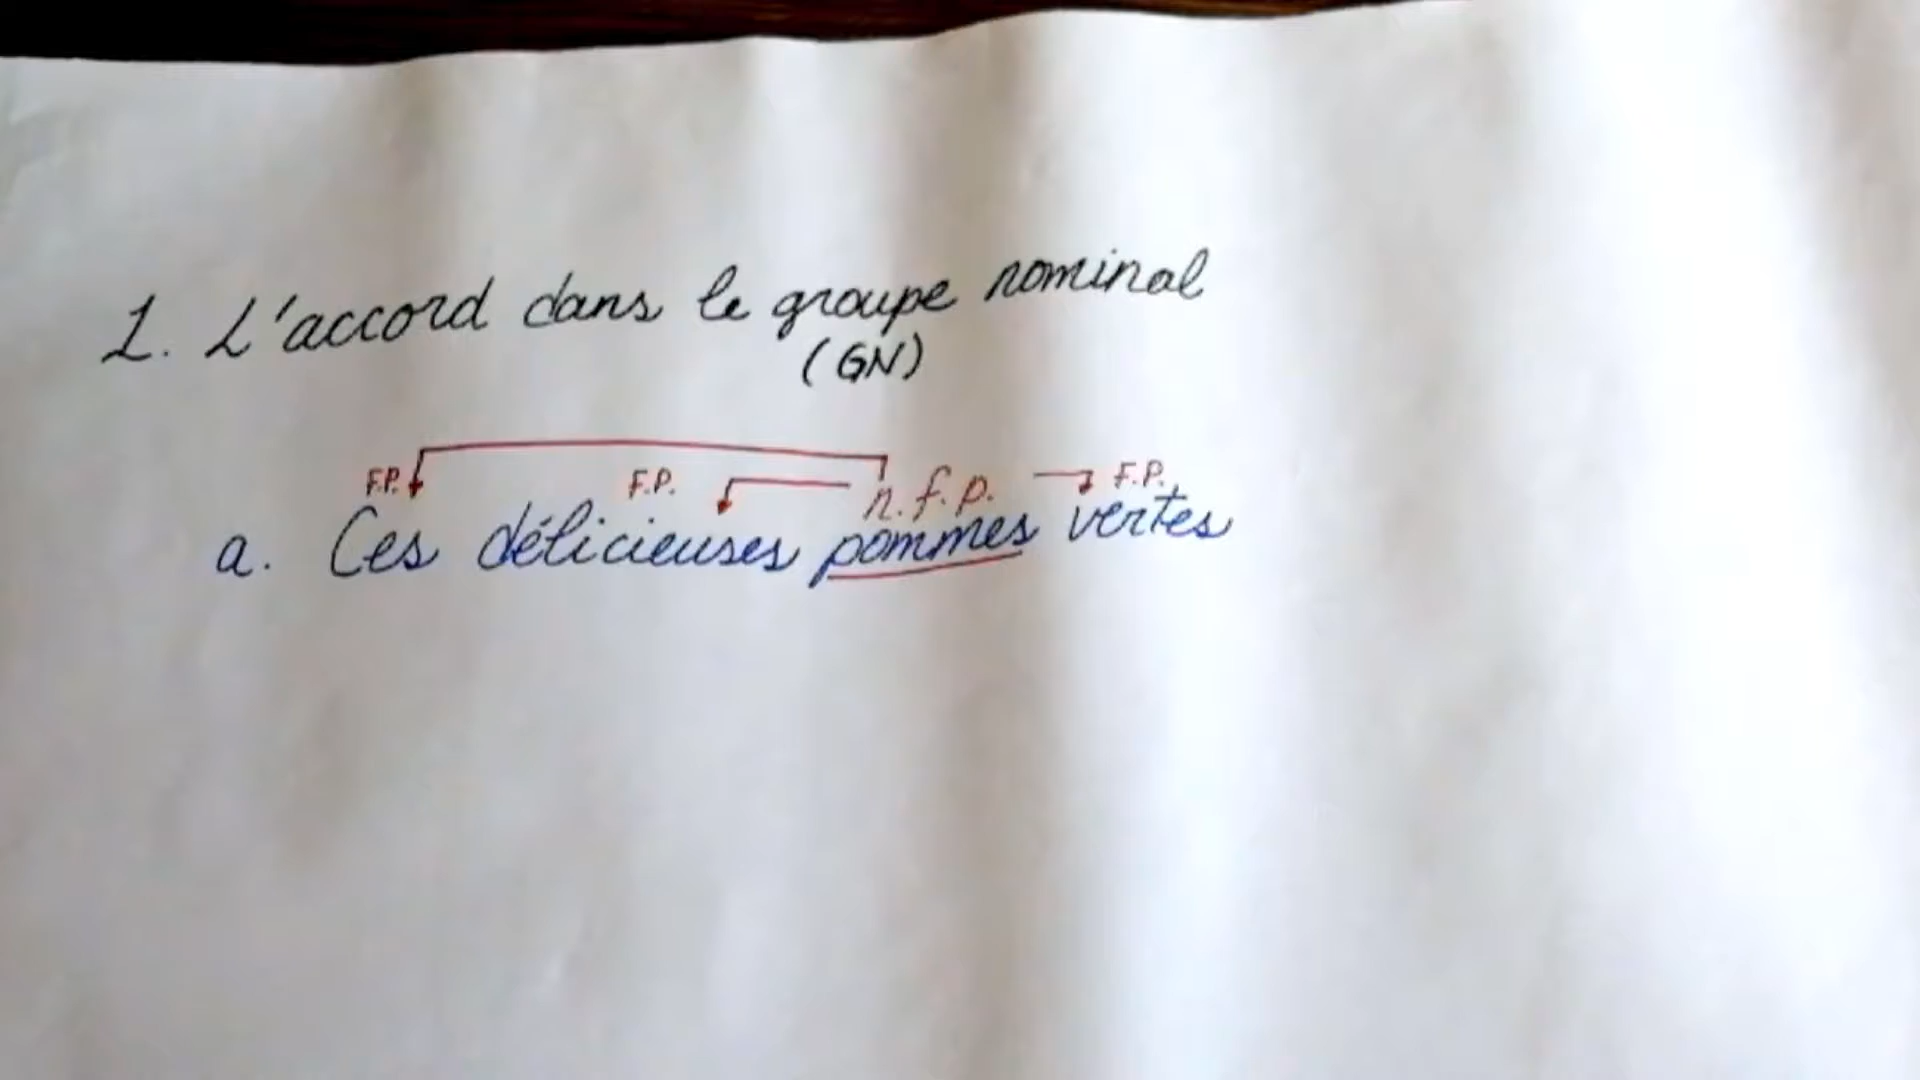 1. L'accord dans le groupe nominal
(GN)
F.P. F.P. n.f.p. F.P.
a. Ces délicieuses pommes vertes